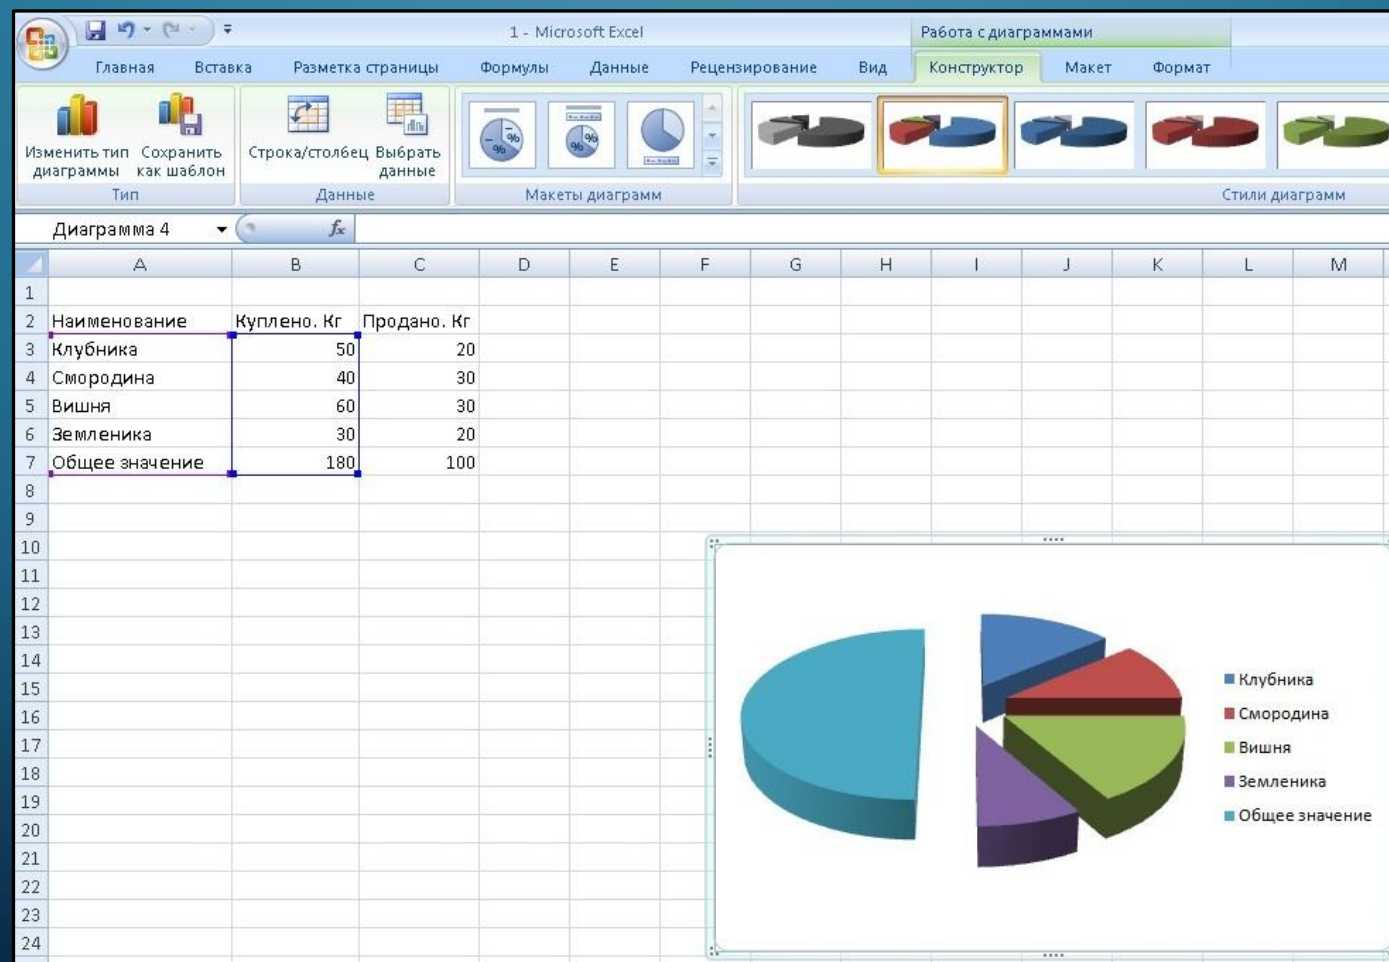 1 - Microsoft Excel
Работа с диаграммами
Главная Вставка Разметка страницы Формулы Данные Рецензирование Вид Конструктор Макет Формат
Изменить тип диаграммы
Сохранить как шаблон
Строка/столбец
Выбрать данные
Тип Данные Макеты диаграмм Стили диаграмм
Диаграмма 4 fx
A B C D E F G H I J K L M
1
2 Наименование Куплено. Кг Продано. Кг
3 Клубника 50 20
4 Смородина 40 30
5 Вишня 60 30
6 Земленика 30 20
7 Общее значение 180 100
8
9
10
11
12
13
14
15
16
17
18
19
20
21
22
23
24
Клубника
Смородина
Вишня
Земленика
Общее значение